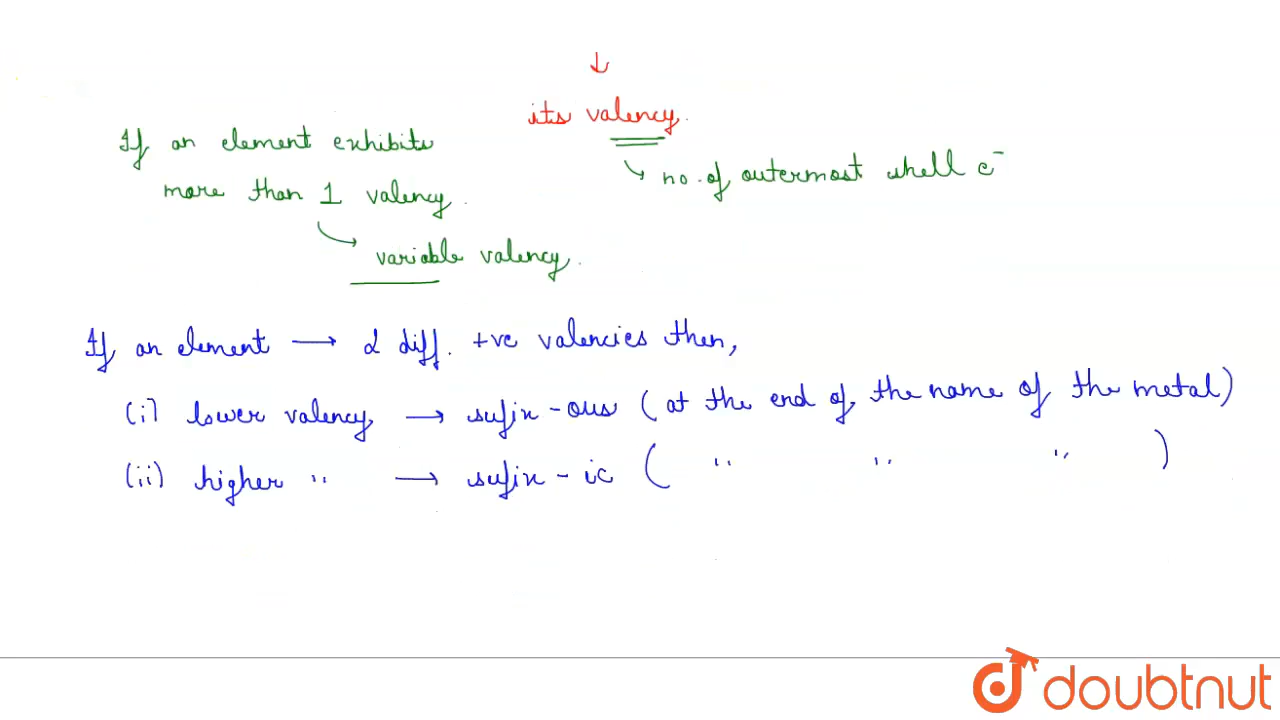 ↓
its valency.
↳ no. of outermost shell e⁻
If an element exhibits
more than 1 valency.
↳ variable valency.
If an element → 2 diff. +ve valencies then,
(i) lower valency → sufix - ous (at the end of the name of the metal)
(ii) higher " → sufix - ic ( " " " )
doubtnut